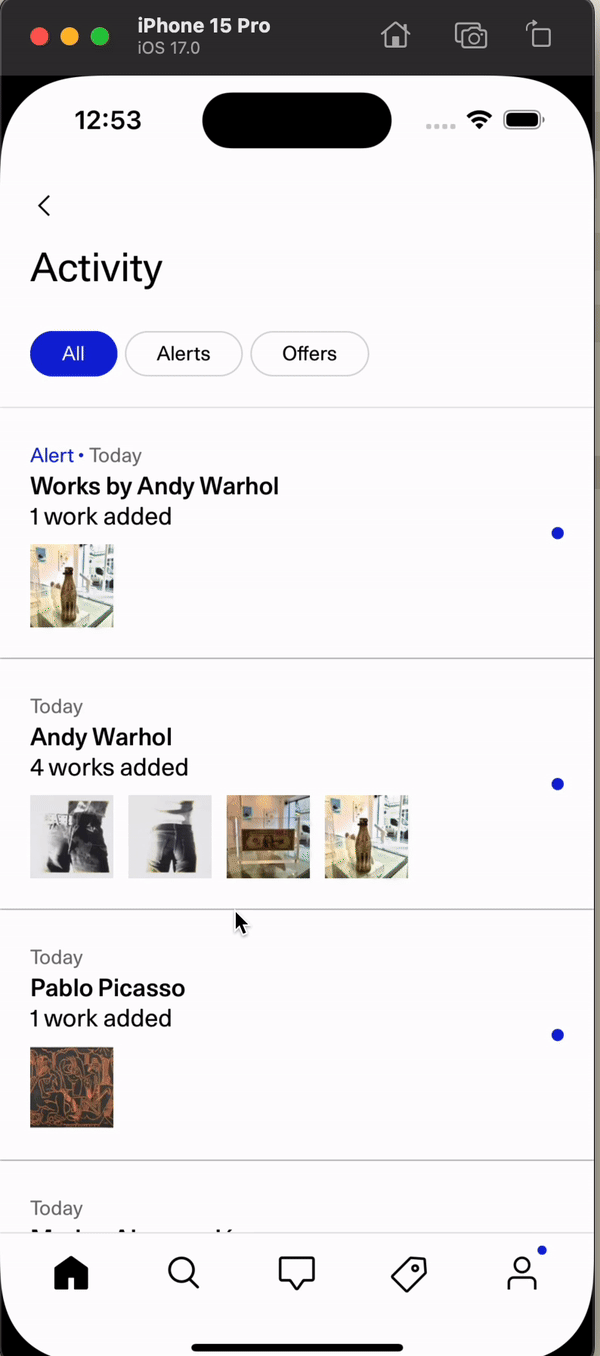 iPhone 15 Pro
iOS 17.0
12:53
Activity
All Alerts Offers
Alert • Today
Works by Andy Warhol
1 work added
Today
Andy Warhol
4 works added
Today
Pablo Picasso
1 work added
Today